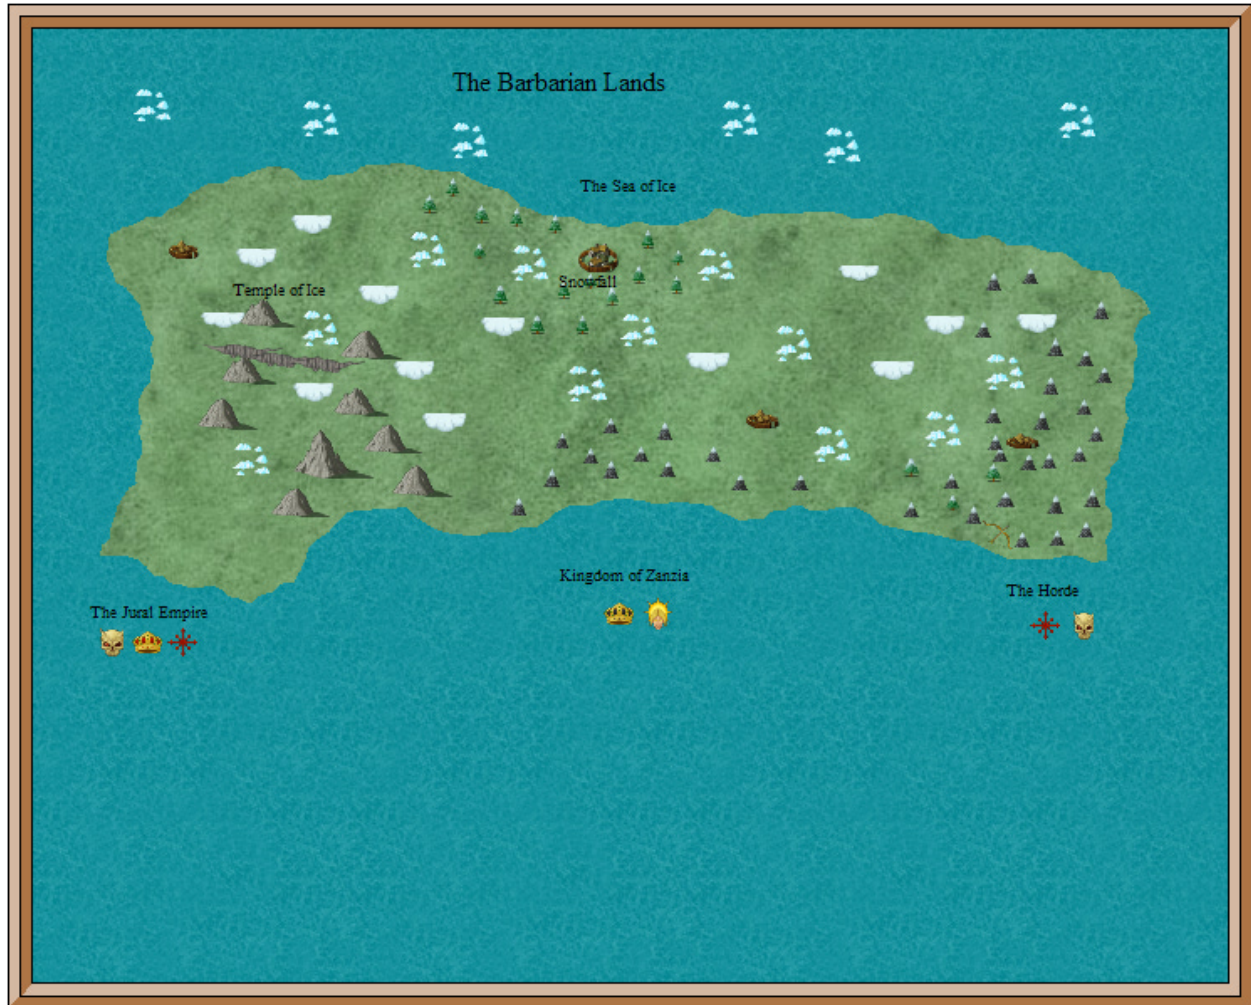 The Barbarian Lands
The Sea of Ice
Snowfall
Temple of Ice
Kingdom of Zanzia
The Horde
The Jural Empire